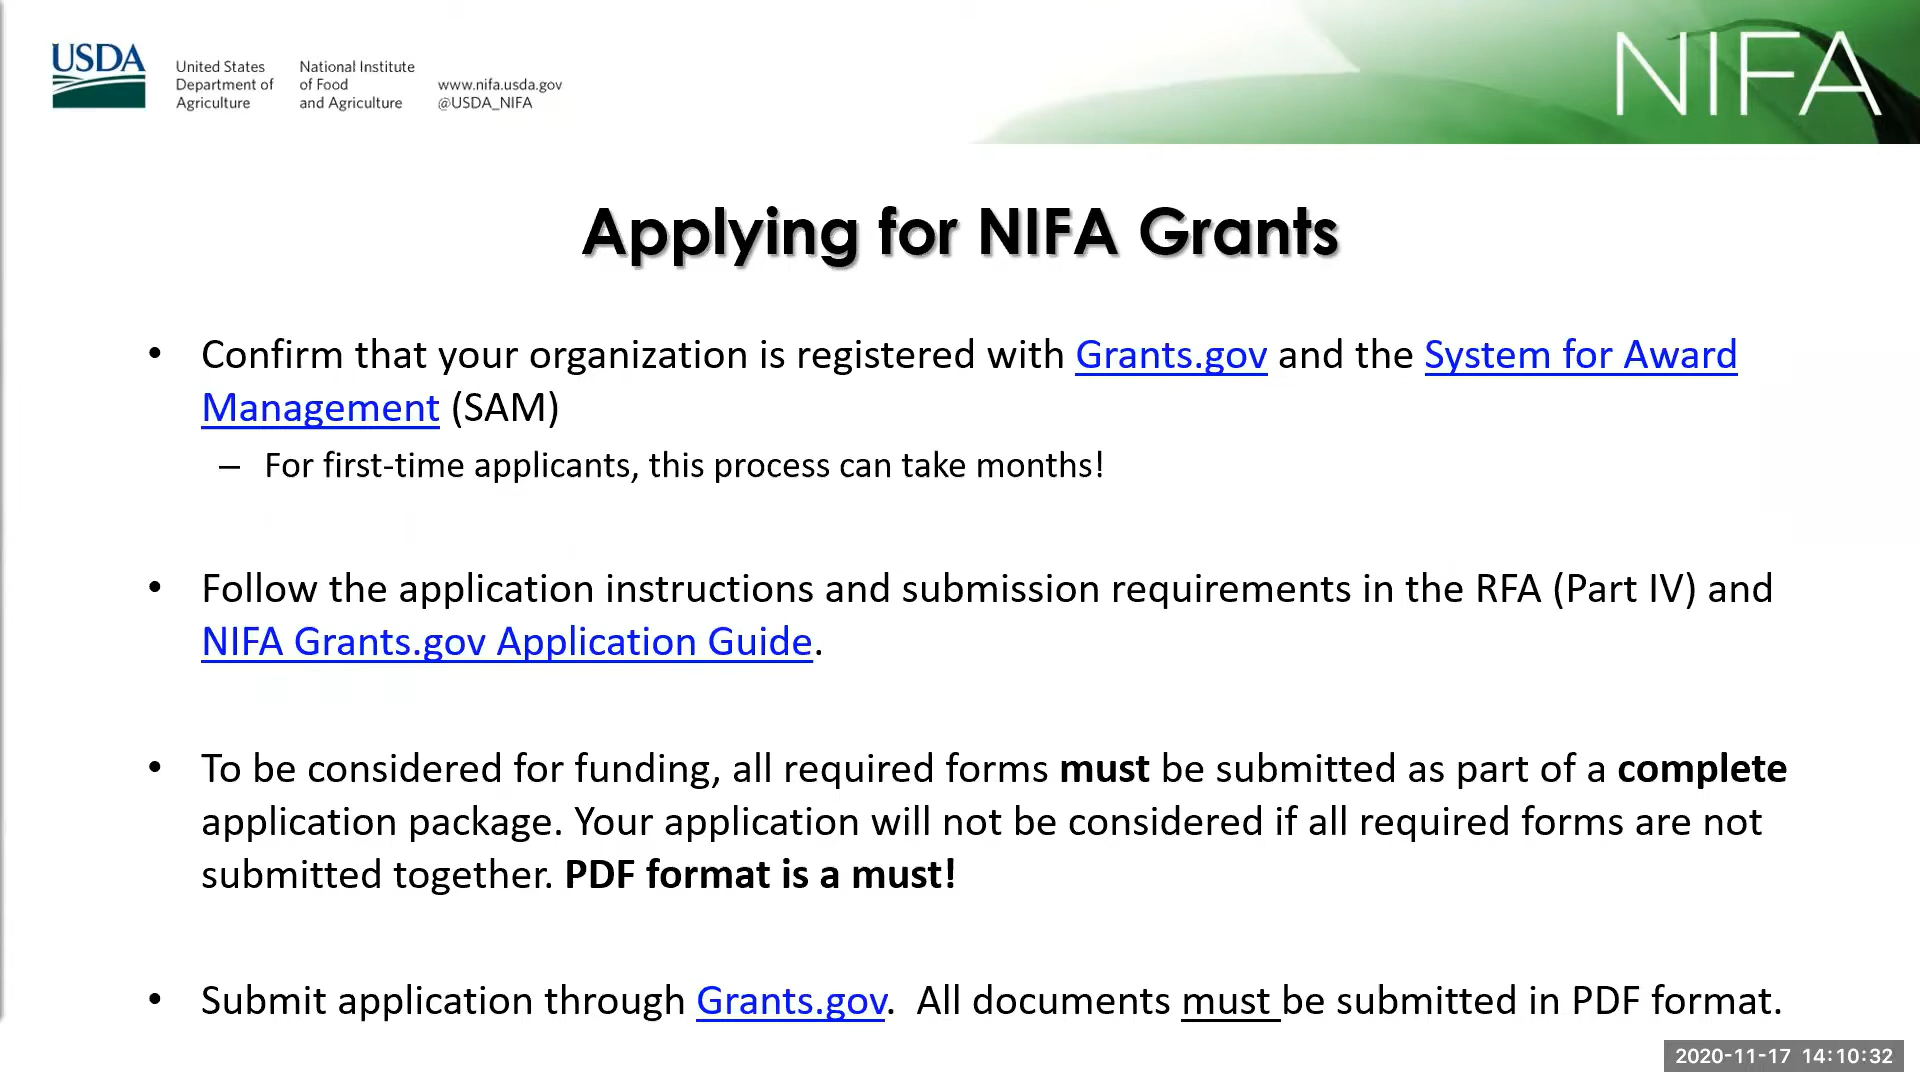 USDA
United States
Department of
Agriculture
National Institute
of Food
and Agriculture
www.nifa.usda.gov
@USDA_NIFA
NIFA
Applying for NIFA Grants
• Confirm that your organization is registered with Grants.gov and the System for Award
Management (SAM)
– For first-time applicants, this process can take months!
• Follow the application instructions and submission requirements in the RFA (Part IV) and
NIFA Grants.gov Application Guide.
• To be considered for funding, all required forms must be submitted as part of a complete
application package. Your application will not be considered if all required forms are not
submitted together. PDF format is a must!
• Submit application through Grants.gov.  All documents must be submitted in PDF format.
2020-11-17  14:10:32